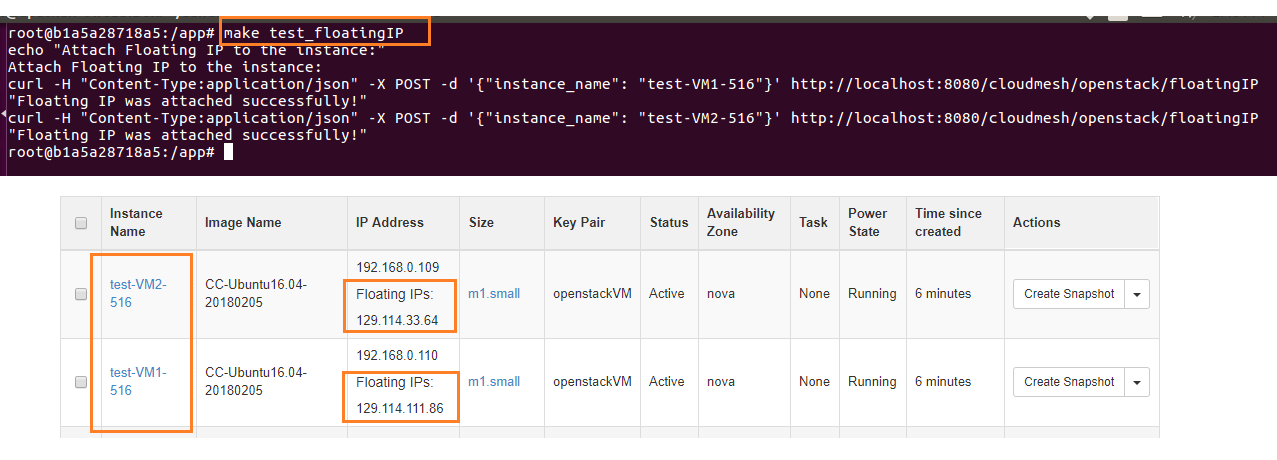 root@b1a5a28718a5:/app# make test_floatingIP
echo "Attach Floating IP to the instance:"
Attach Floating IP to the instance:
curl -H "Content-Type:application/json" -X POST -d '{"instance_name": "test-VM1-516"}' http://localhost:8080/cloudmesh/openstack/floatingIP
"Floating IP was attached successfully!"
curl -H "Content-Type:application/json" -X POST -d '{"instance_name": "test-VM2-516"}' http://localhost:8080/cloudmesh/openstack/floatingIP
"Floating IP was attached successfully!"
root@b1a5a28718a5:/app#
Instance Name Image Name IP Address Size Key Pair Status Availability Zone Task Power State Time since created Actions
test-VM2-516 CC-Ubuntu16.04-20180205 192.168.0.109 Floating IPs: 129.114.33.64 m1.small openstackVM Active nova None Running 6 minutes Create Snapshot
test-VM1-516 CC-Ubuntu16.04-20180205 192.168.0.110 Floating IPs: 129.114.111.86 m1.small openstackVM Active nova None Running 6 minutes Create Snapshot